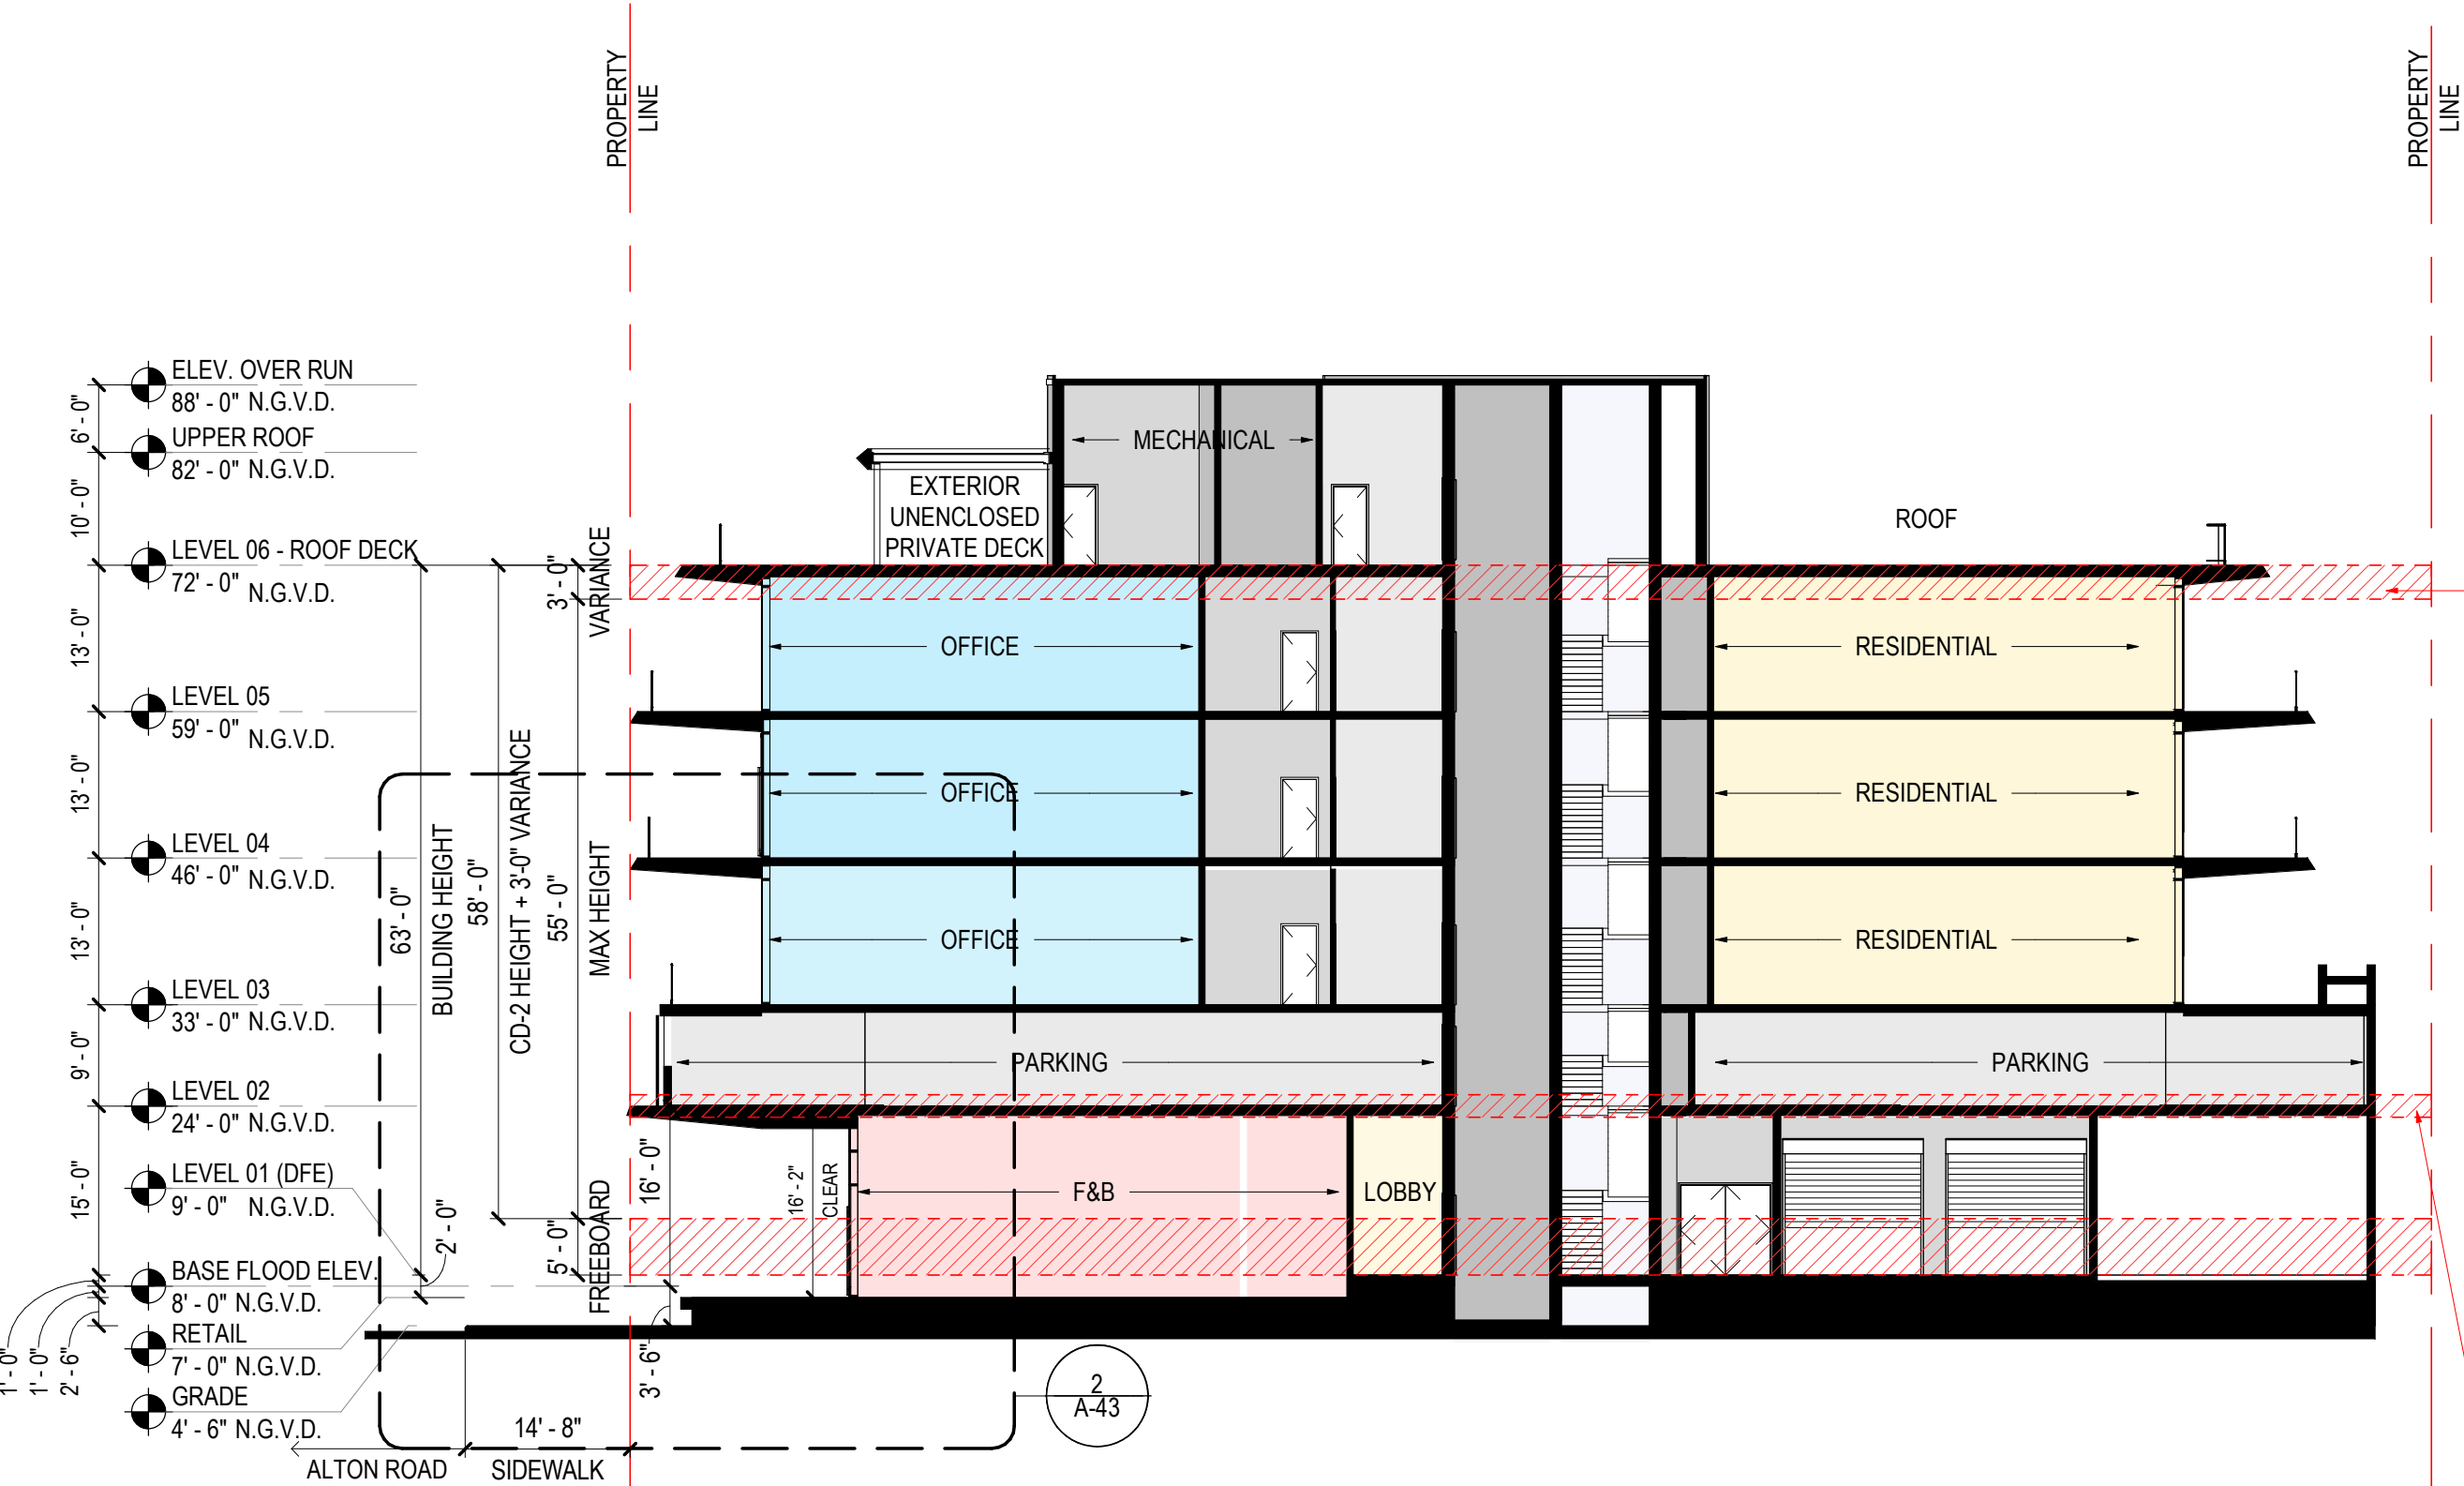 PROPERTY
LINE
PROPERTY
LINE
ELEV. OVER RUN
88' - 0" N.G.V.D.
6' - 0"
UPPER ROOF
82' - 0" N.G.V.D.
10' - 0"
LEVEL 06 - ROOF DECK
72' - 0" N.G.V.D.
13' - 0"
LEVEL 05
59' - 0" N.G.V.D.
13' - 0"
LEVEL 04
46' - 0" N.G.V.D.
13' - 0"
LEVEL 03
33' - 0" N.G.V.D.
9' - 0"
LEVEL 02
24' - 0" N.G.V.D.
15' - 0"
LEVEL 01 (DFE)
9' - 0" N.G.V.D.
BASE FLOOD ELEV.
8' - 0" N.G.V.D.
RETAIL
7' - 0" N.G.V.D.
GRADE
4' - 6" N.G.V.D.
1' - 0"
1' - 0"
2' - 6"
63' - 0"
BUILDING HEIGHT
58' - 0"
CD-2 HEIGHT + 3'-0" VARIANCE
3' - 0"
VARIANCE
55' - 0"
MAX HEIGHT
5' - 0"
FREEBOARD
2' - 0"
16' - 0"
3' - 6"
16' - 2"
CLEAR
MECHANICAL
EXTERIOR
UNENCLOSED
PRIVATE DECK
ROOF
OFFICE
RESIDENTIAL
OFFICE
RESIDENTIAL
OFFICE
RESIDENTIAL
PARKING
PARKING
F&B
LOBBY
2
A-43
14' - 8"
ALTON ROAD
SIDEWALK